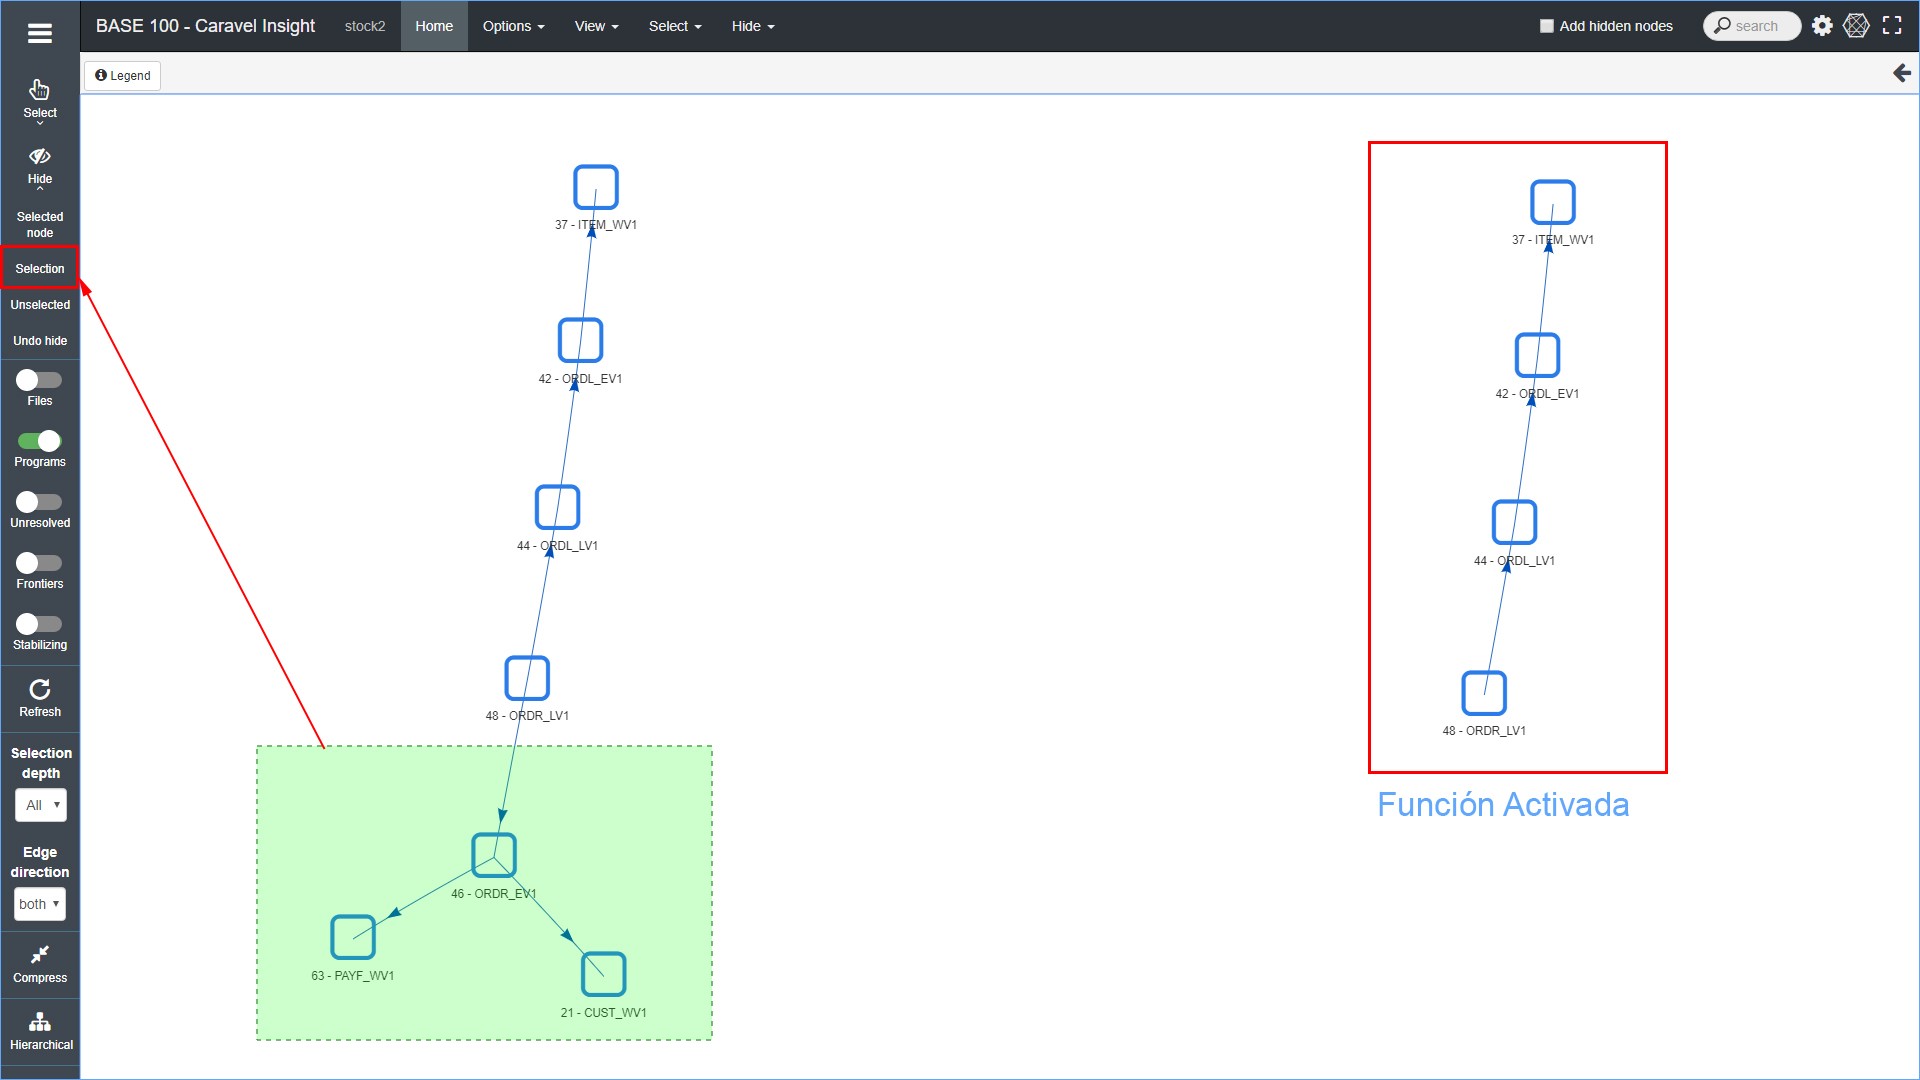 BASE 100 - Caravel Insight
stock2
Home
Options
View
Select
Hide
Add hidden nodes
search
Legend
Select
Hide
Selected
node
Selection
Unselected
Undo hide
Files
Programs
Unresolved
Frontiers
Stabilizing
Refresh
Selection
depth
All
Edge
direction
both
Compress
Hierarchical
37 - ITEM_WV1
42 - ORDL_EV1
44 - ORDL_LV1
48 - ORDR_LV1
46 - ORDR_EV1
63 - PAYF_WV1
21 - CUST_WV1
37 - ITEM_WV1
42 - ORDL_EV1
44 - ORDL_LV1
48 - ORDR_LV1
Función Activada